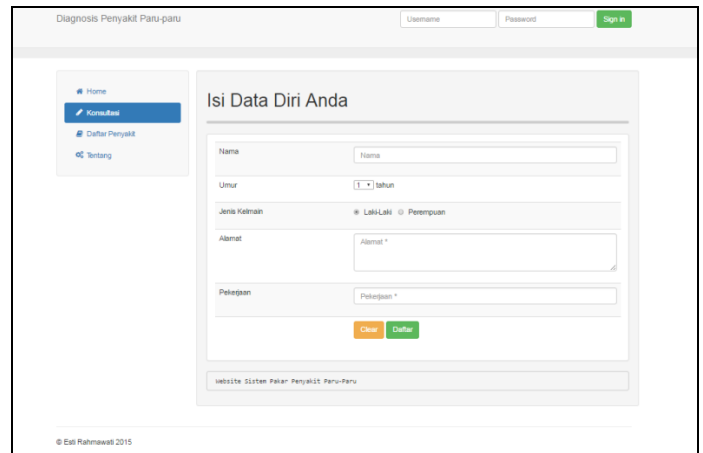 Diagnosis Penyakit Paru-paru
Username
Password
Sign in
Home
Konsultasi
Daftar Penyakit
Tentang
Isi Data Diri Anda
Nama
Nama
Umur
1 tahun
Jenis Kelmain
Laki-Laki Perempuan
Alamat
Alamat *
Pekerjaan
Pekerjaan *
Clear Daftar
Website Sistem Pakar Penyakit Paru-Paru
© Esti Rahmawati 2015